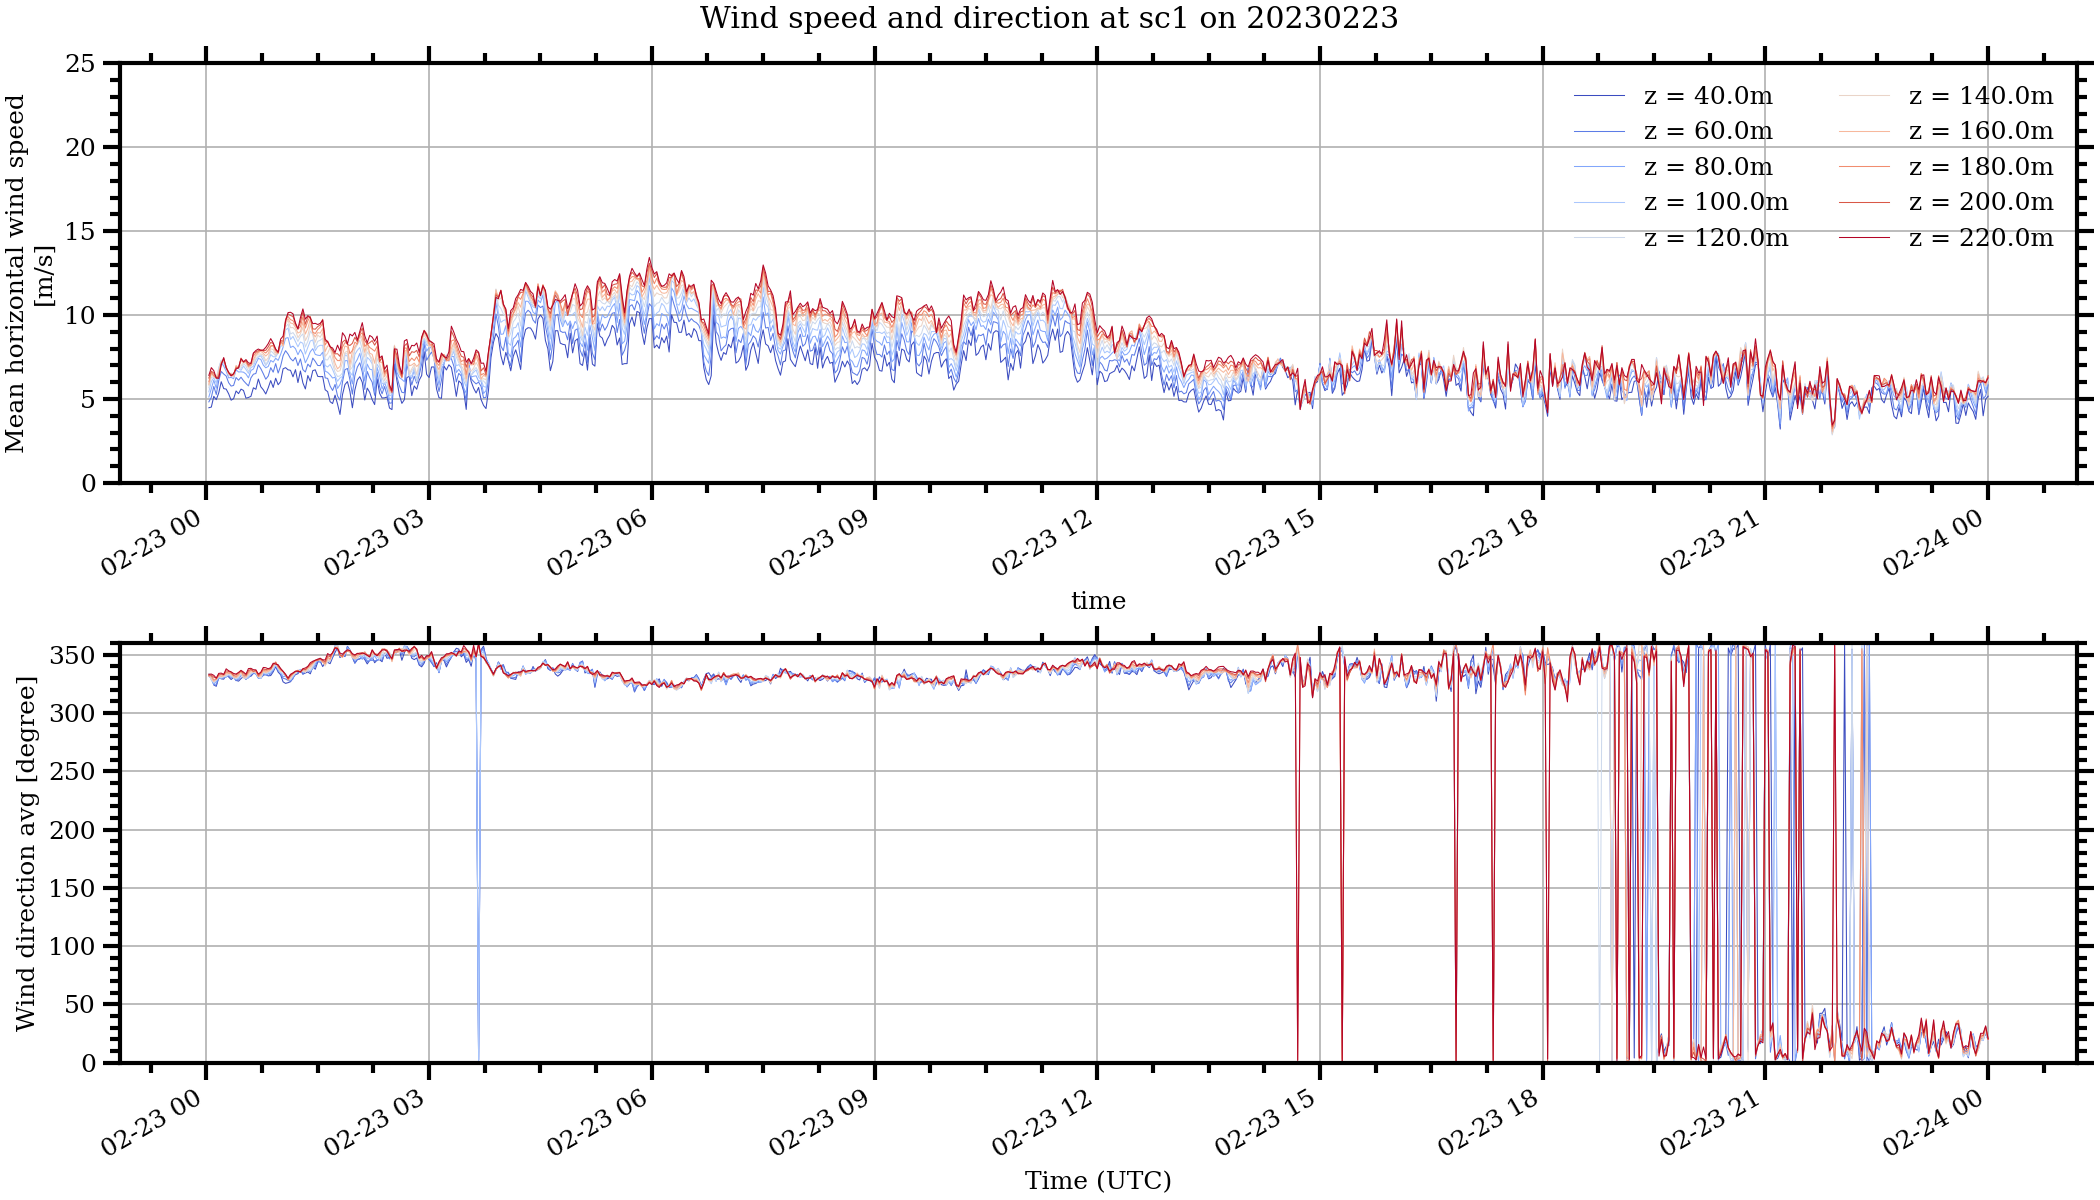 Wind speed and direction at sc1 on 20230223
Mean horizontal wind speed
[m/s]
25
20
15
10
5
0
z = 40.0m
z = 60.0m
z = 80.0m
z = 100.0m
z = 120.0m
z = 140.0m
z = 160.0m
z = 180.0m
z = 200.0m
z = 220.0m
02-23 00
02-23 03
02-23 06
02-23 09
02-23 12
02-23 15
02-23 18
02-23 21
02-24 00
time
Wind direction avg [degree]
350
300
250
200
150
100
50
0
02-23 00
02-23 03
02-23 06
02-23 09
02-23 12
02-23 15
02-23 18
02-23 21
02-24 00
Time (UTC)